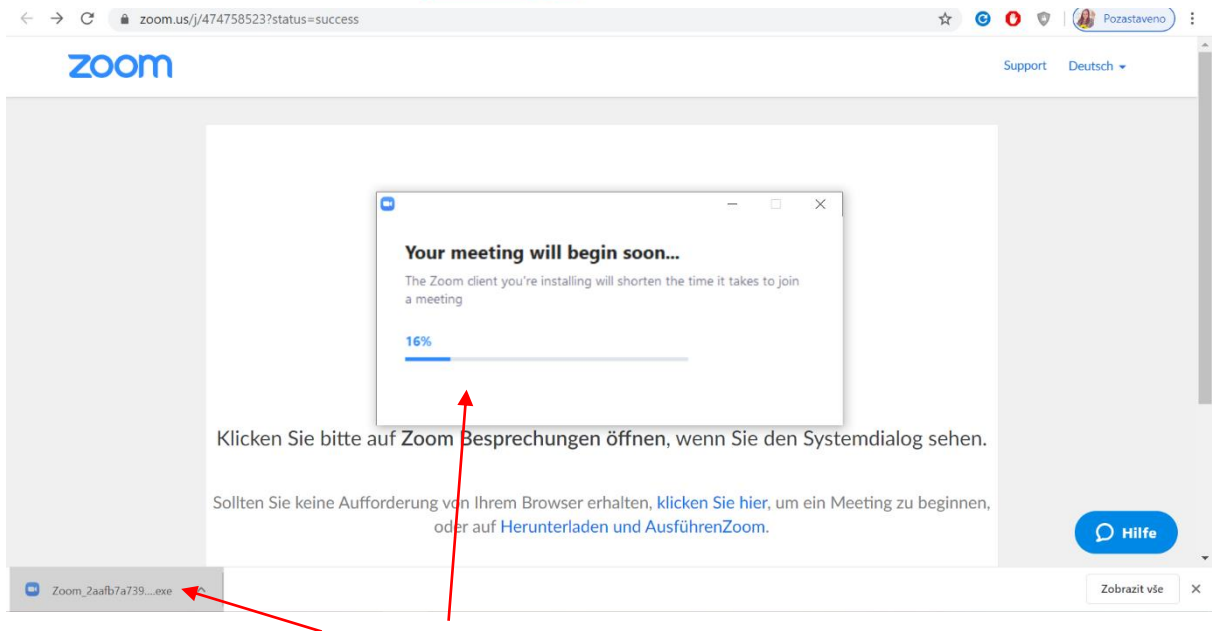 zoom.us/j/474758523?status=success
Pozastaveno
zoom
Support Deutsch
Your meeting will begin soon...
The Zoom client you're installing will shorten the time it takes to join
a meeting
16%
Klicken Sie bitte auf Zoom Besprechungen öffnen, wenn Sie den Systemdialog sehen.
Sollten Sie keine Aufforderung von Ihrem Browser erhalten, klicken Sie hier, um ein Meeting zu beginnen,
oder auf Herunterladen und AusführenZoom.
Hilfe
Zoom_2aafb7a739....exe
Zobrazit vše